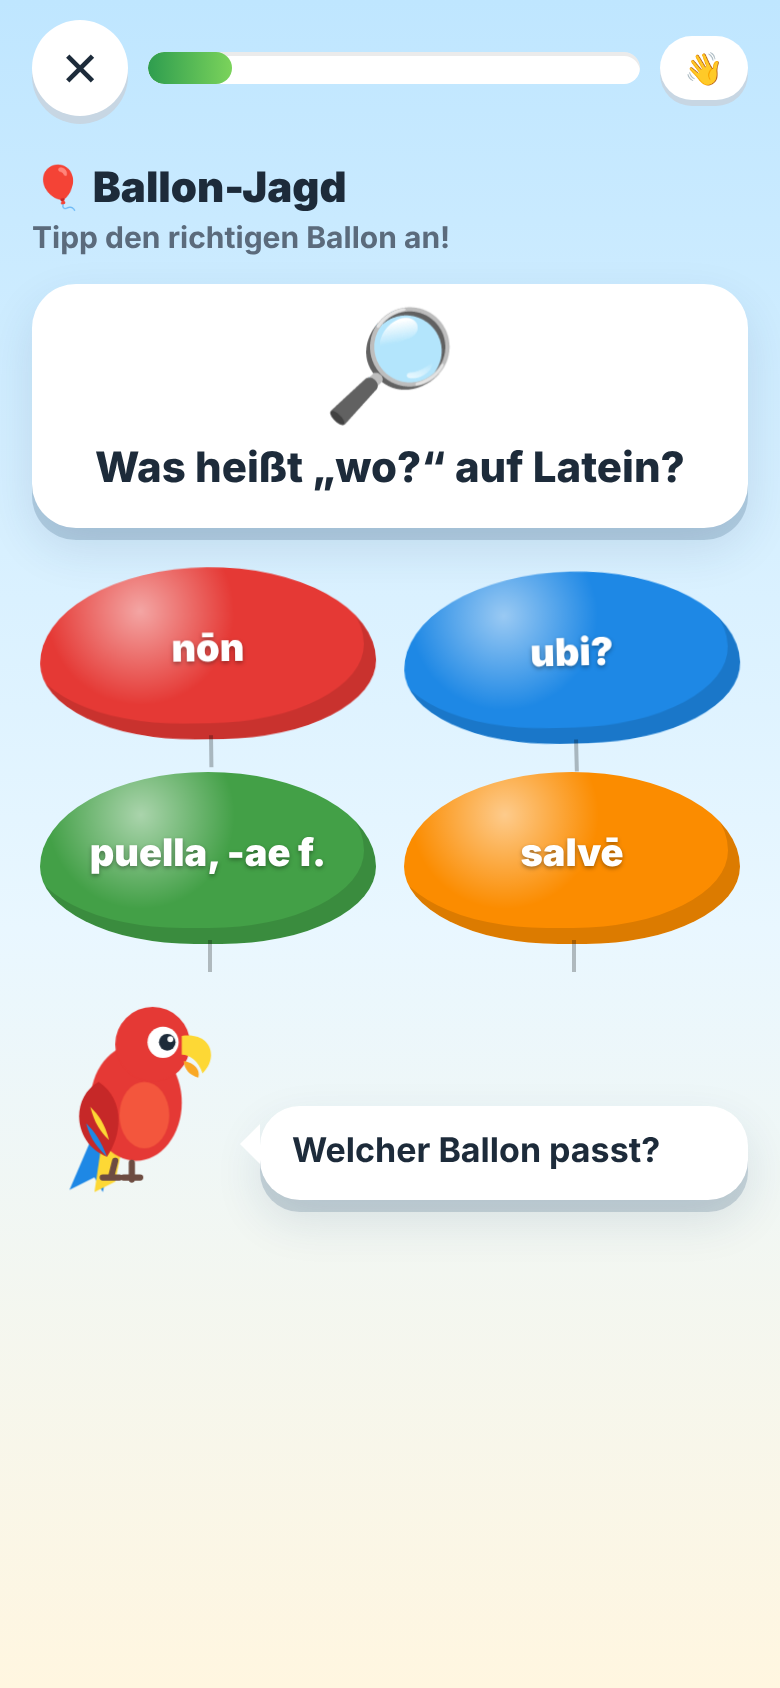 Ballon-Jagd
Tipp den richtigen Ballon an!
Was heißt „wo?“ auf Latein?
nōn
ubi?
puella, -ae f.
salvē
Welcher Ballon passt?